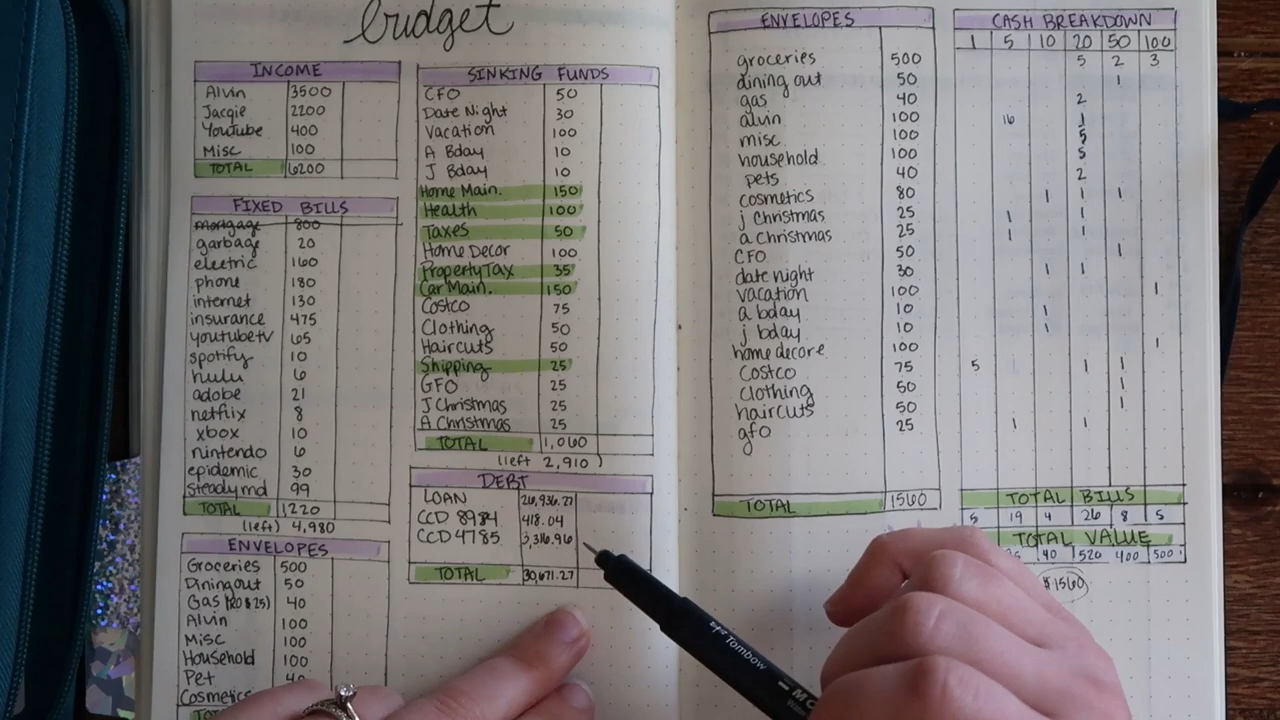 budget
INCOME
Alvin 3500
Jacqie 2200
YouTube 400
Misc 100
TOTAL 6200
FIXED BILLS
mortgage 800
garbage 20
electric 160
phone 180
internet 130
insurance 475
youtubetv 65
spotify 10
hulu 6
adobe 21
netflix 8
xbox 10
nintendo 6
epidemic 30
steadymd 99
TOTAL 1220
(left) 4,980
ENVELOPES
Groceries 500
Dining out 50
Gas 40
Alvin 100
Misc 100
Household 100
Pet 40
Cosmetics
SINKING FUNDS
CFO 50
Date Night 30
Vacation 100
A Bday 10
J Bday 10
Home Main. 150
Health 100
Taxes 50
Home Decor 100
Property Tax 35
Car Main. 150
Costco 75
Clothing 50
Haircuts 50
Shipping 25
GFO 25
J Christmas 25
A Christmas 25
TOTAL 1,060
(left 2,910)
DEBT
LOAN 26,936.27
CCD 8984 418.04
CCD 4785 3,316.96
TOTAL 30,671.27
ENVELOPES
groceries 500
dining out 50
gas 40
alvin 100
misc 100
household 100
pets 40
cosmetics 80
j Christmas 25
a Christmas 25
CFO 50
date night 30
vacation 100
a bday 10
j bday 10
home decore 100
Costco 75
clothing 50
haircuts 50
gfo 25
TOTAL 1560
CASH BREAKDOWN
1 5 10 20 50 100
5 2 3
1
2
16 1
5
5
2
1 1 1
1 1
1 1
1
1 1
1
1
1
1
5 1 1
1
1
1 1
TOTAL BILLS
5 19 4 26 8 5
TOTAL VALUE
40 520 400 500
$1560
Tombow